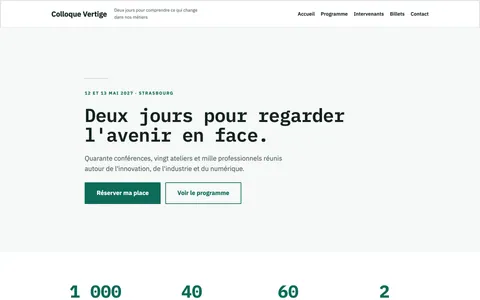 Colloque Vertige
Deux jours pour comprendre ce qui change
dans nos métiers
Accueil Programme Intervenants Billets Contact
12 ET 13 MAI 2027 · STRASBOURG
Deux jours pour regarder
l'avenir en face.
Quarante conférences, vingt ateliers et mille professionnels réunis
autour de l'innovation, de l'industrie et du numérique.
Réserver ma place Voir le programme
1 000 40 60 2